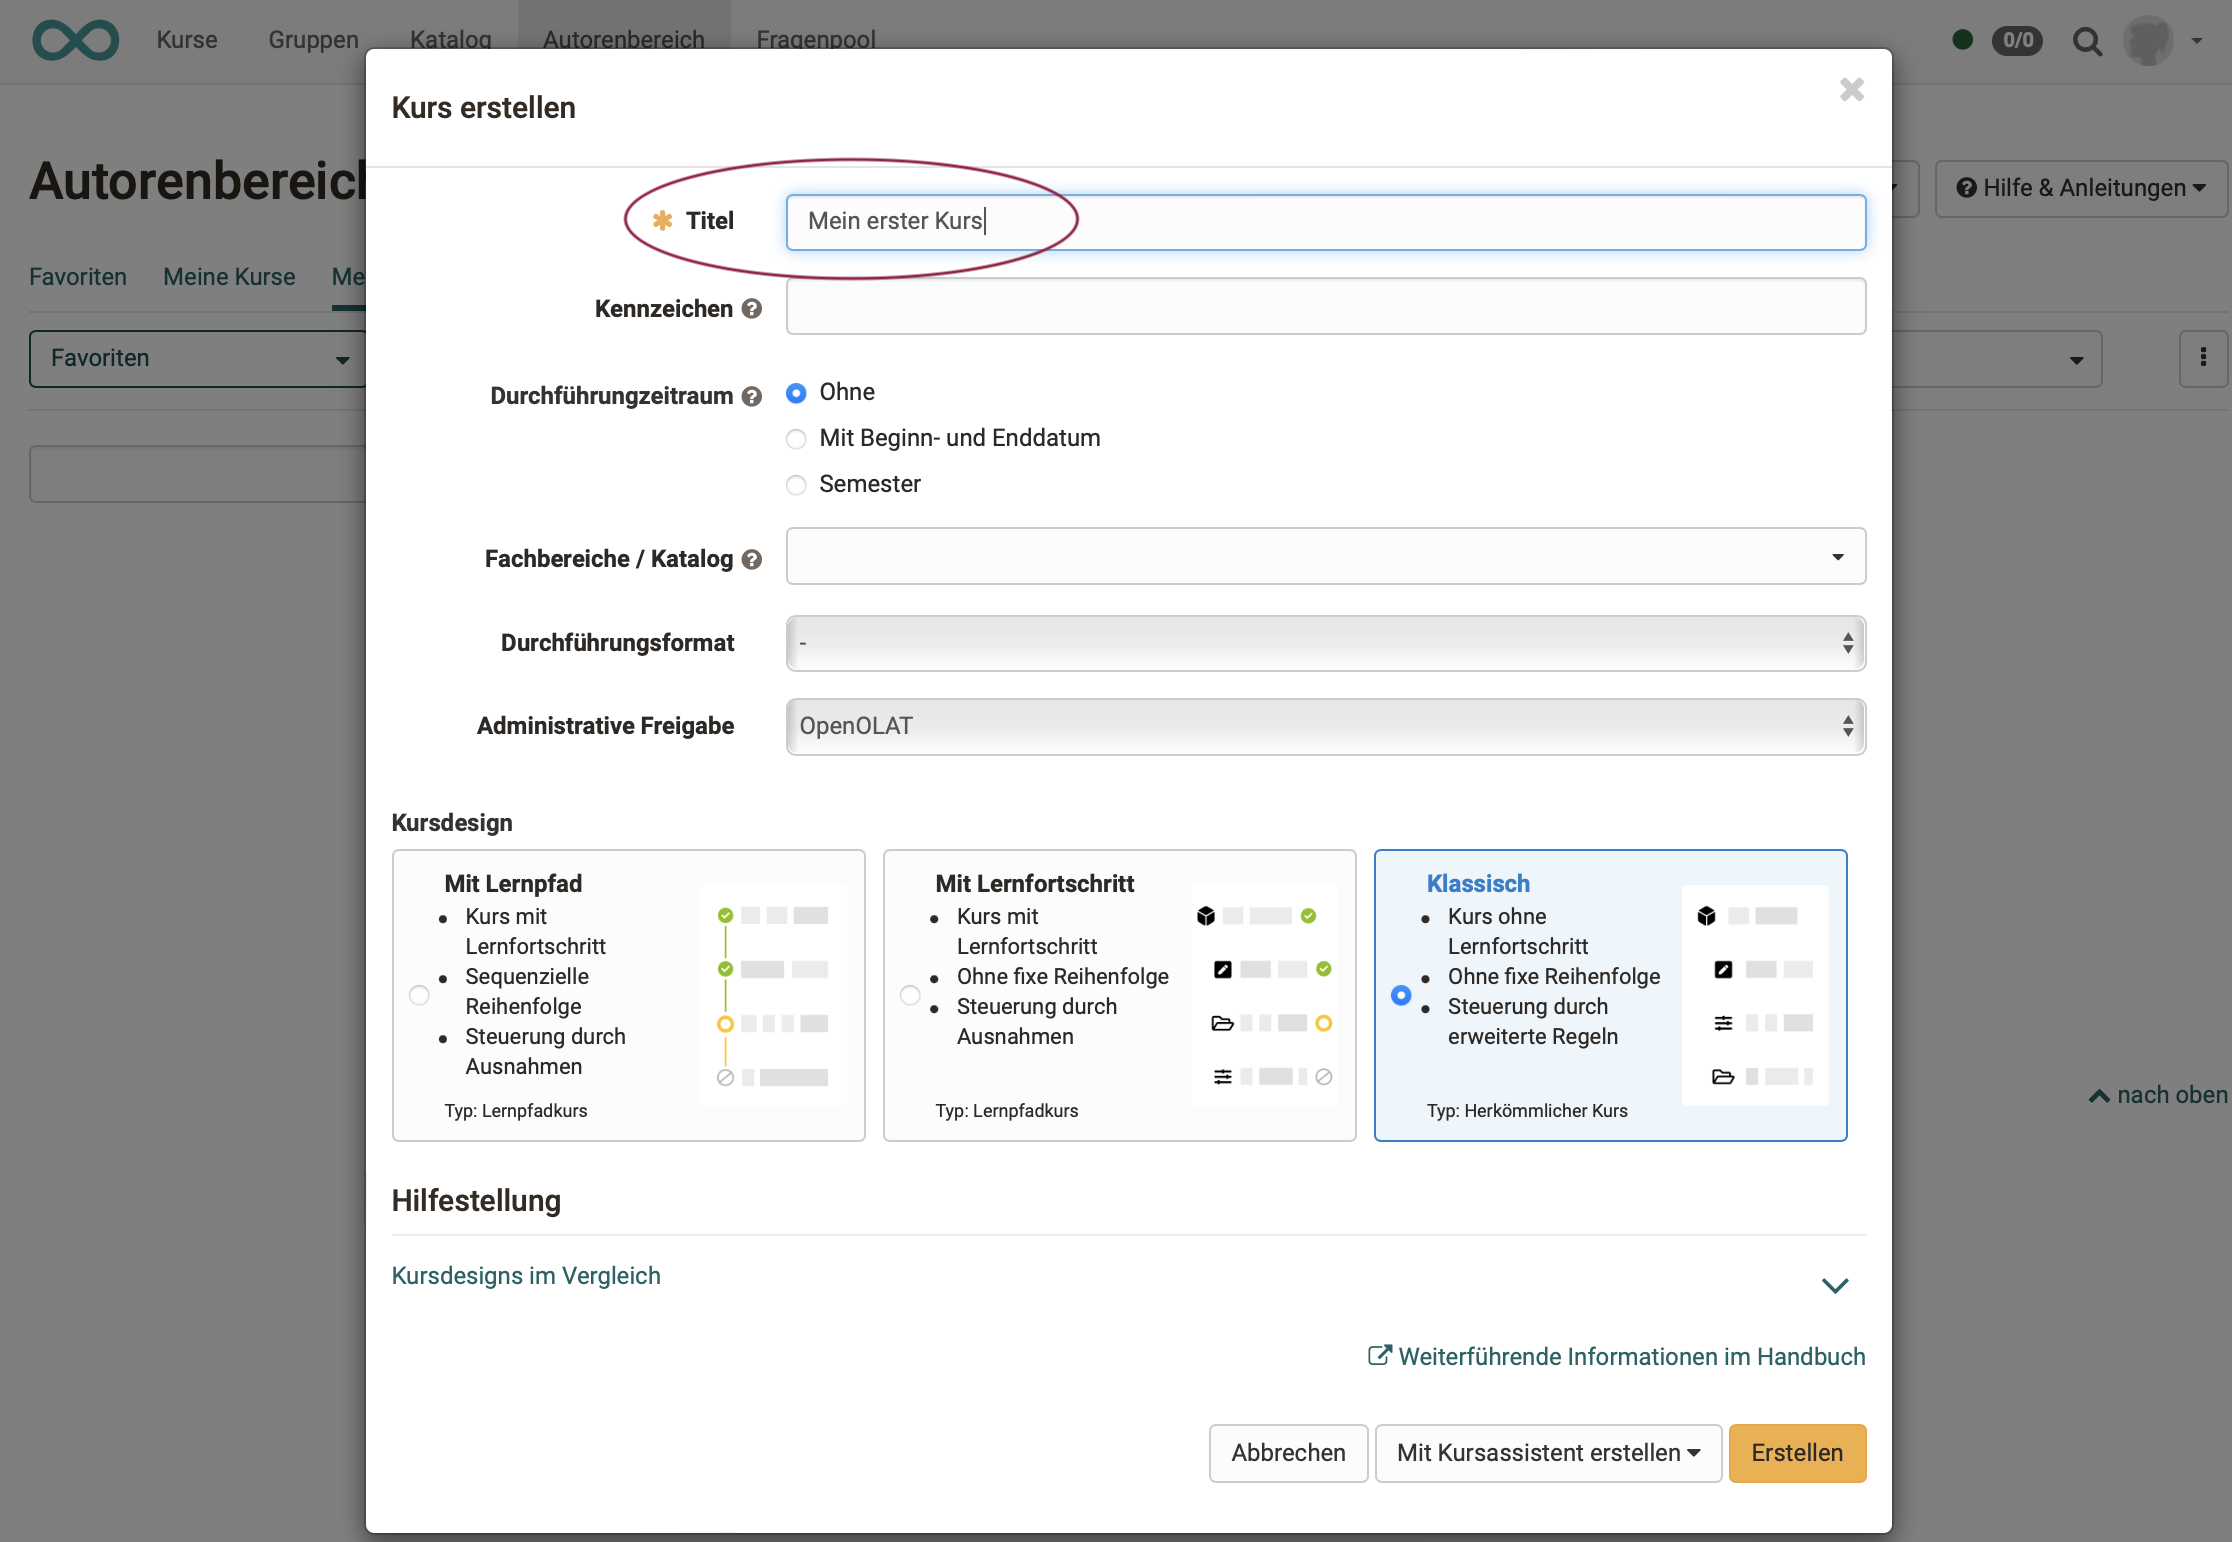 Kurse Gruppen Katalog Autorenbereich Fragenpool 0/0
Kurs erstellen
Autorenbereich
Hilfe & Anleitungen
Titel Mein erster Kurs
Favoriten Meine Kurse
Kennzeichen
Favoriten
Durchführungzeitraum Ohne
Mit Beginn- und Enddatum
Semester
Fachbereiche / Katalog
Durchführungsformat -
Administrative Freigabe OpenOLAT
Kursdesign
Mit Lernpfad
Kurs mit
Lernfortschritt
Sequenzielle
Reihenfolge
Steuerung durch
Ausnahmen
Typ: Lernpfadkurs
Mit Lernfortschritt
Kurs mit
Lernfortschritt
Ohne fixe Reihenfolge
Steuerung durch
Ausnahmen
Typ: Lernpfadkurs
Klassisch
Kurs ohne
Lernfortschritt
Ohne fixe Reihenfolge
Steuerung durch
erweiterte Regeln
Typ: Herkömmlicher Kurs
nach oben
Hilfestellung
Kursdesigns im Vergleich
Weiterführende Informationen im Handbuch
Abbrechen Mit Kursassistent erstellen Erstellen